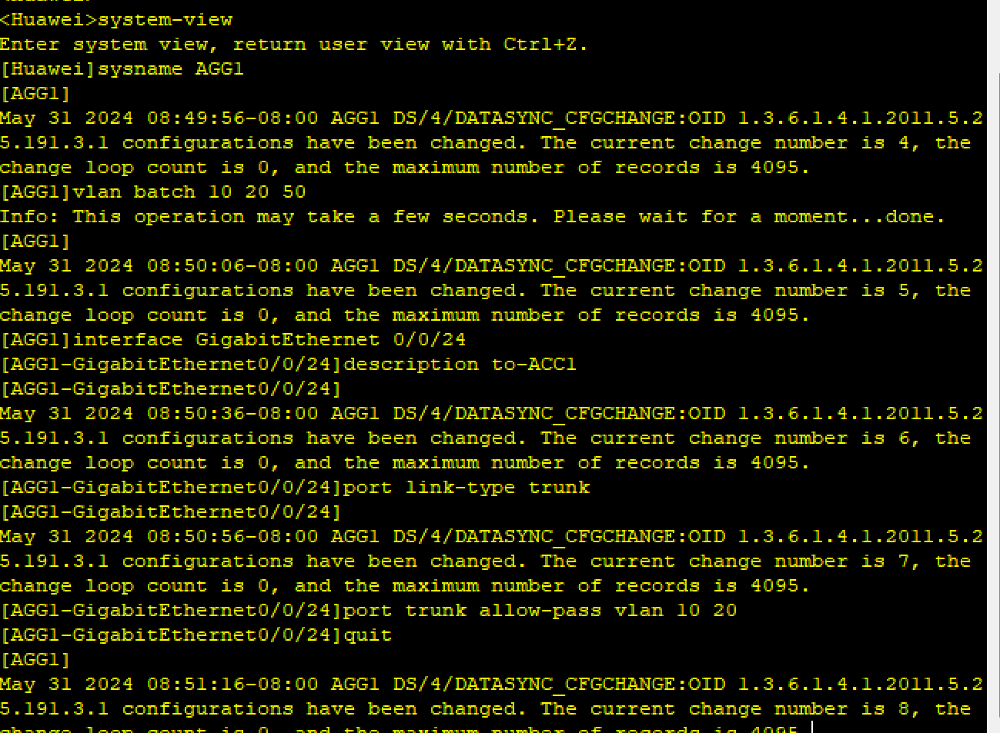 <Huawei>system-view
Enter system view, return user view with Ctrl+Z.
[Huawei]sysname AGG1
[AGG1]
May 31 2024 08:49:56-08:00 AGG1 DS/4/DATASYNC_CFGCHANGE:OID 1.3.6.1.4.1.2011.5.2
5.191.3.1 configurations have been changed. The current change number is 4, the
change loop count is 0, and the maximum number of records is 4095.
[AGG1]vlan batch 10 20 50
Info: This operation may take a few seconds. Please wait for a moment...done.
[AGG1]
May 31 2024 08:50:06-08:00 AGG1 DS/4/DATASYNC_CFGCHANGE:OID 1.3.6.1.4.1.2011.5.2
5.191.3.1 configurations have been changed. The current change number is 5, the
change loop count is 0, and the maximum number of records is 4095.
[AGG1]interface GigabitEthernet 0/0/24
[AGG1-GigabitEthernet0/0/24]description to-ACC1
[AGG1-GigabitEthernet0/0/24]
May 31 2024 08:50:36-08:00 AGG1 DS/4/DATASYNC_CFGCHANGE:OID 1.3.6.1.4.1.2011.5.2
5.191.3.1 configurations have been changed. The current change number is 6, the
change loop count is 0, and the maximum number of records is 4095.
[AGG1-GigabitEthernet0/0/24]port link-type trunk
[AGG1-GigabitEthernet0/0/24]
May 31 2024 08:50:56-08:00 AGG1 DS/4/DATASYNC_CFGCHANGE:OID 1.3.6.1.4.1.2011.5.2
5.191.3.1 configurations have been changed. The current change number is 7, the
change loop count is 0, and the maximum number of records is 4095.
[AGG1-GigabitEthernet0/0/24]port trunk allow-pass vlan 10 20
[AGG1-GigabitEthernet0/0/24]quit
[AGG1]
May 31 2024 08:51:16-08:00 AGG1 DS/4/DATASYNC_CFGCHANGE:OID 1.3.6.1.4.1.2011.5.2
5.191.3.1 configurations have been changed. The current change number is 8, the
change loop count is 0, and the maximum number of records is 4095.